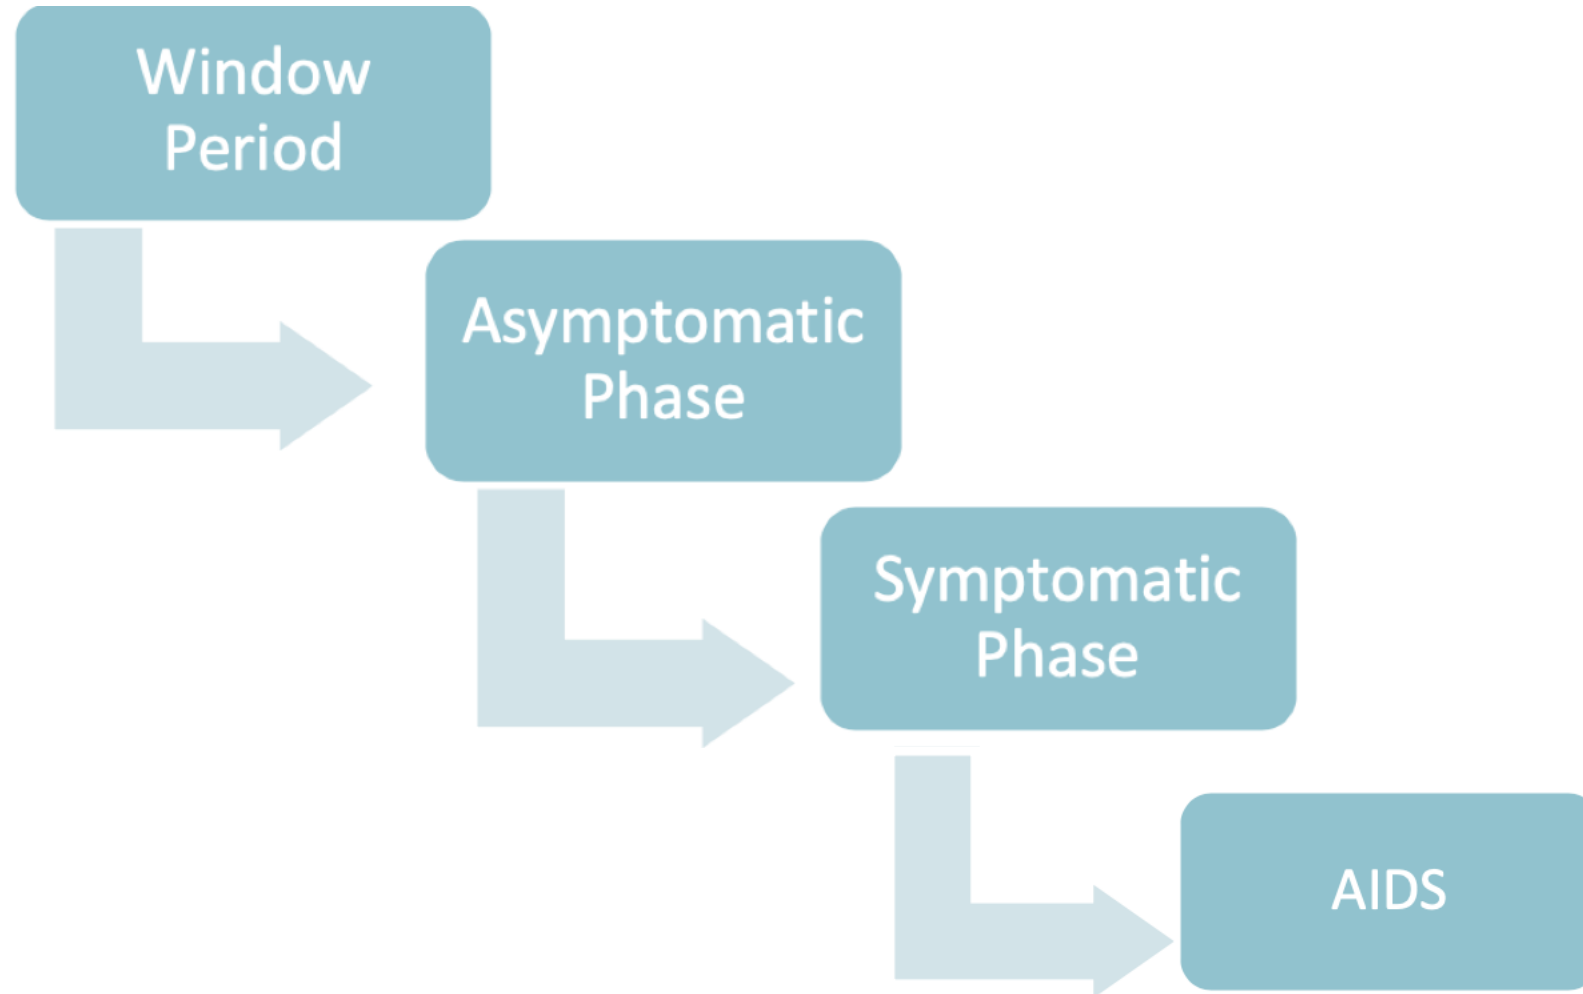 Window
Period
Asymptomatic
Phase
Symptomatic
Phase
AIDS